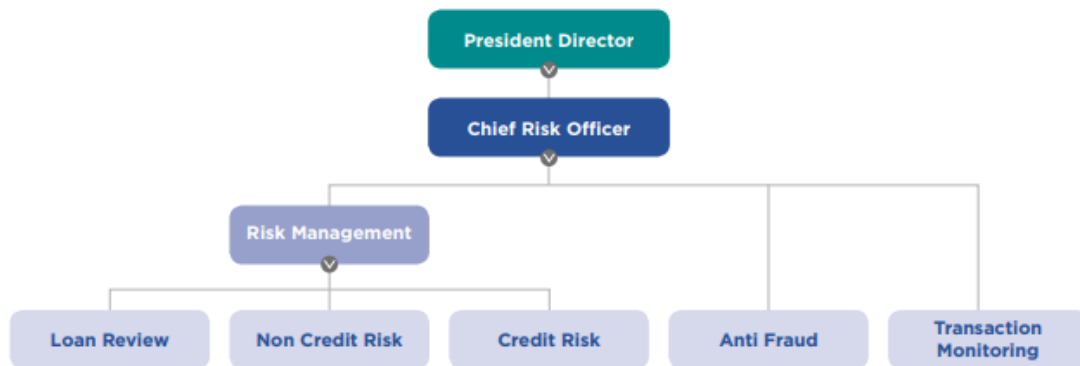 President Director
Chief Risk Officer
Risk Management
Loan Review
Non Credit Risk
Credit Risk
Anti Fraud
Transaction
Monitoring